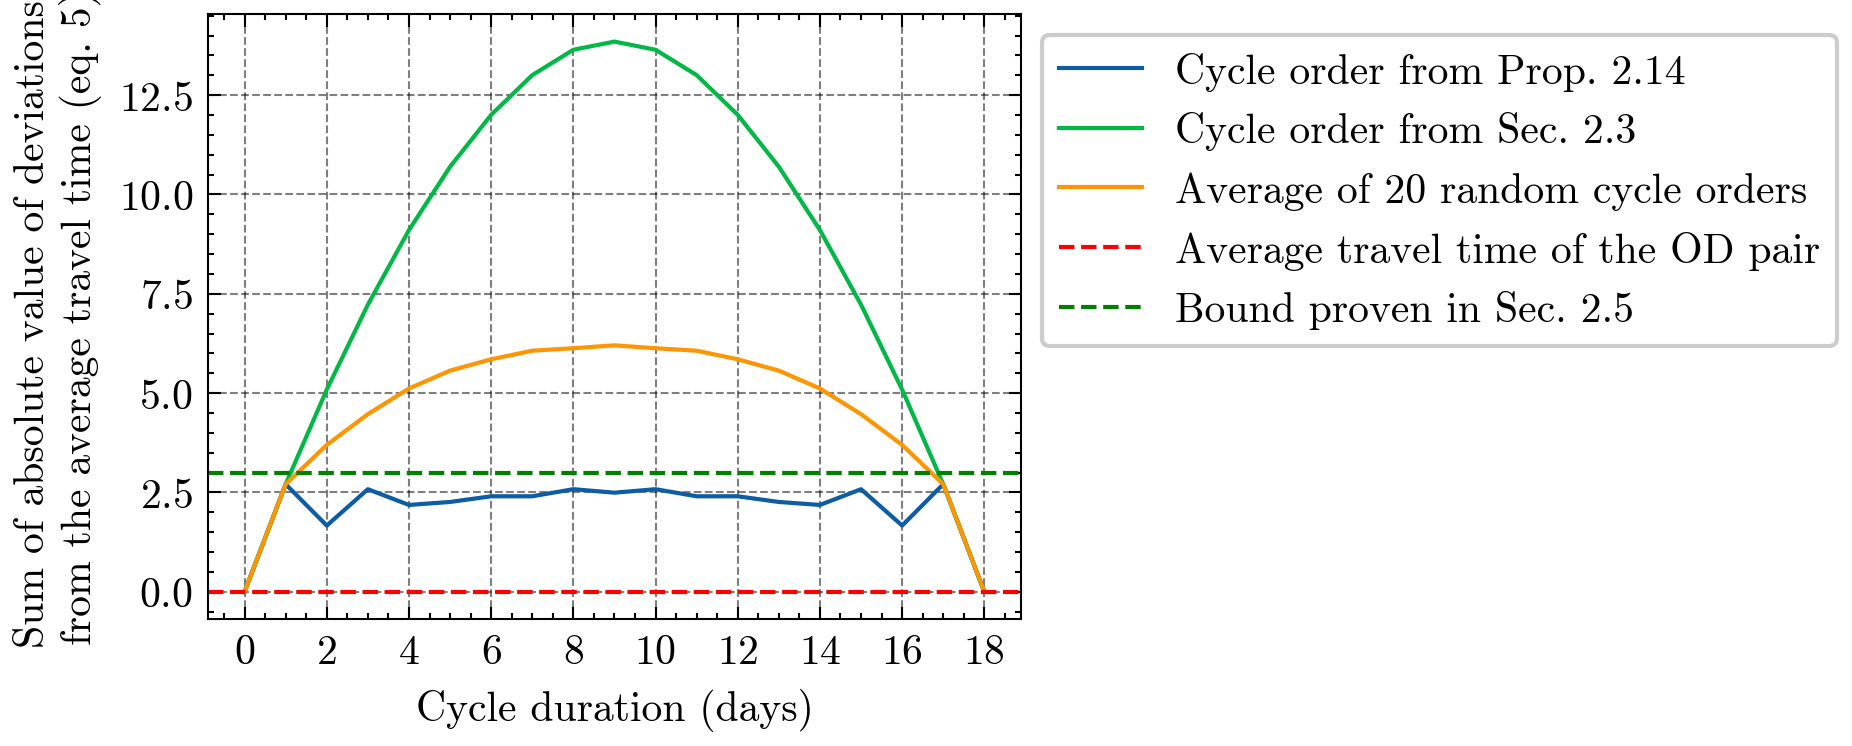 Sum of absolute value of deviations
from the average travel time (eq. 5)
12.5
10.0
7.5
5.0
2.5
0.0
0 2 4 6 8 10 12 14 16 18
Cycle duration (days)
Cycle order from Prop. 2.14
Cycle order from Sec. 2.3
Average of 20 random cycle orders
Average travel time of the OD pair
Bound proven in Sec. 2.5